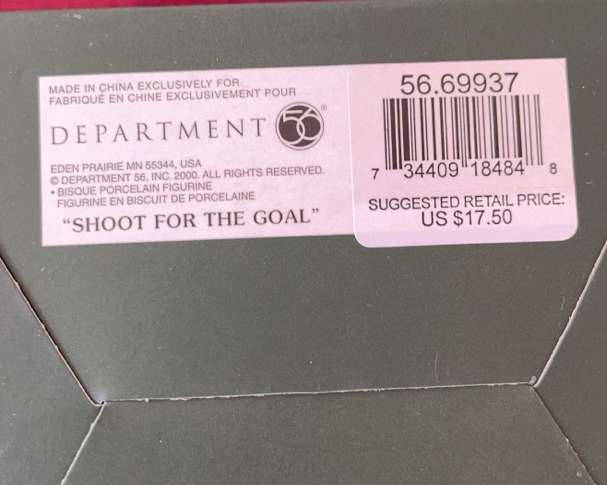 MADE IN CHINA EXCLUSIVELY FOR
FABRIQUÉ EN CHINE EXCLUSIVEMENT POUR
DEPARTMENT 56®
EDEN PRAIRIE MN 55344, USA
© DEPARTMENT 56, INC. 2000. ALL RIGHTS RESERVED.
• BISQUE PORCELAIN FIGURINE
FIGURINE EN BISCUIT DE PORCELAINE
“SHOOT FOR THE GOAL”
56.69937
7 34409 18484 8
SUGGESTED RETAIL PRICE:
US $17.50